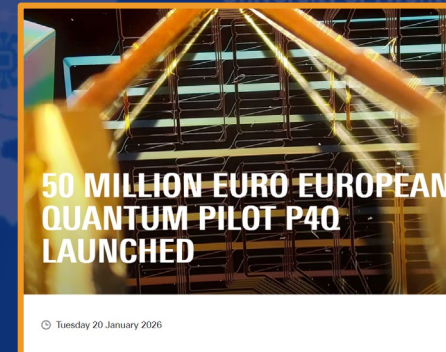 50 MILLION EURO EUROPEAN
QUANTUM PILOT P4Q
LAUNCHED
Tuesday 20 January 2026